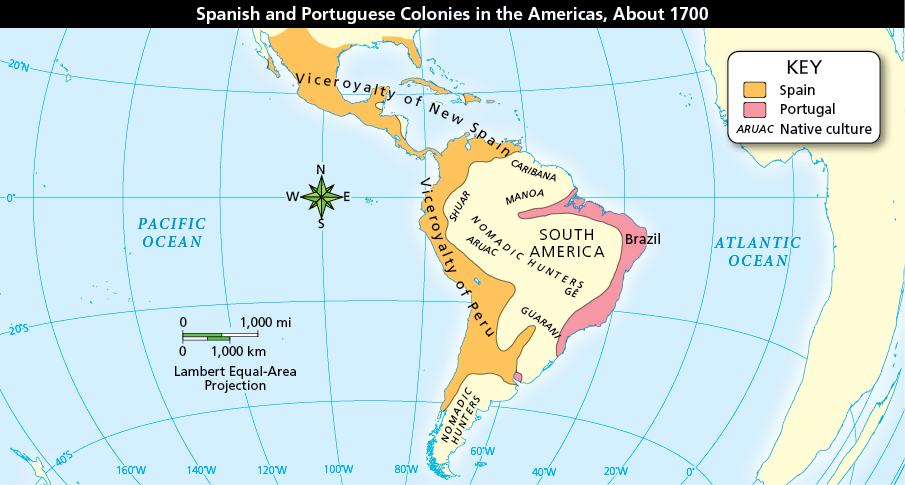 Spanish and Portuguese Colonies in the Americas, About 1700
KEY
Spain
Portugal
ARUAC Native culture
20°N
Viceroyalty of New Spain
CARIBANA
N
W E
S
0°
MANOA
SHUAR
Viceroyalty of Peru
NOMADIC HUNTERS
ARUAC
SOUTH
AMERICA
Brazil
PACIFIC
OCEAN
ATLANTIC
OCEAN
GĖ
GUARANI
20°S
0 1,000 mi
0 1,000 km
Lambert Equal-Area
Projection
NOMADIC
HUNTERS
40°S
160°W
140°W
120°W
100°W
80°W
60°W
40°W
20°W
0°